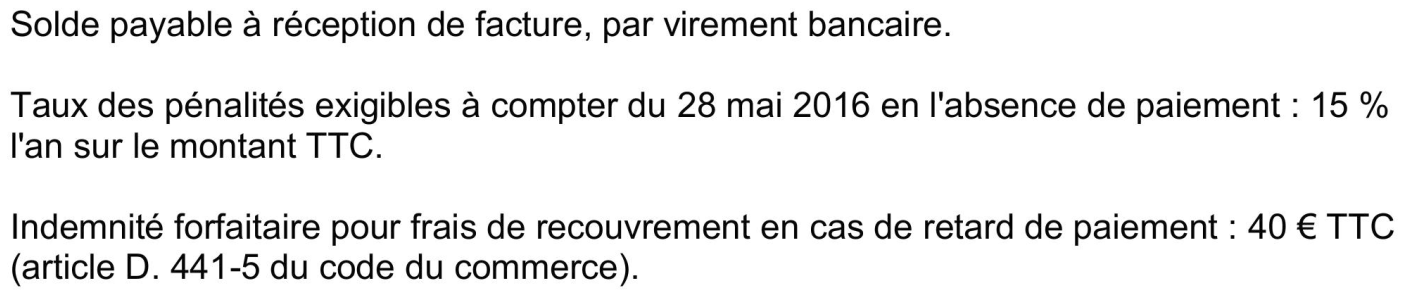 Solde payable à réception de facture, par virement bancaire.
Taux des pénalités exigibles à compter du 28 mai 2016 en l'absence de paiement : 15 %
l'an sur le montant TTC.
Indemnité forfaitaire pour frais de recouvrement en cas de retard de paiement : 40 € TTC
(article D. 441-5 du code du commerce).